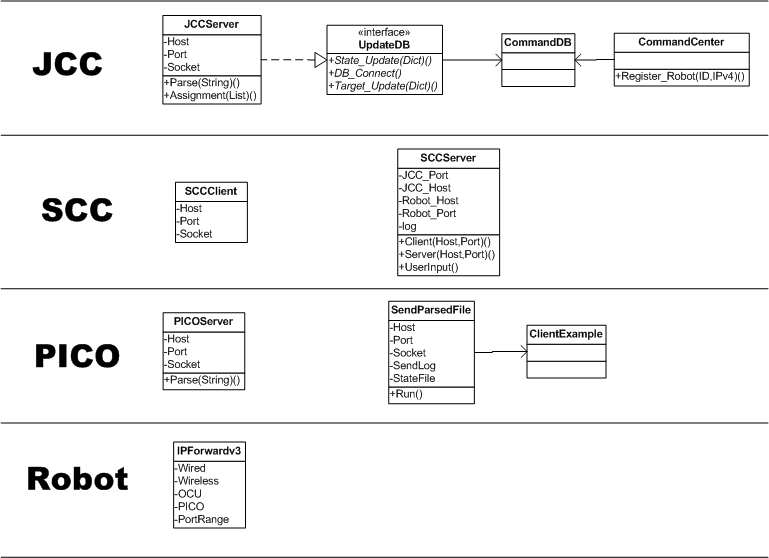 JCC
JCCServer
-Host
-Port
-Socket
+Parse(String)()
+Assignment(List)()
«interface»
UpdateDB
+State_Update(Dict)()
+DB_Connect()
+Target_Update(Dict)()
CommandDB
CommandCenter
+Register_Robot(ID,IPv4)()
SCC
SCCClient
-Host
-Port
-Socket
SCCServer
-JCC_Port
-JCC_Host
-Robot_Host
-Robot_Port
-log
+Client(Host,Port)()
+Server(Host,Port)()
+UserInput()
PICO
PICOServer
-Host
-Port
-Socket
+Parse(String)()
SendParsedFile
-Host
-Port
-Socket
-SendLog
-StateFile
+Run()
ClientExample
Robot
IPForwardv3
-Wired
-Wireless
-OCU
-PICO
-PortRange